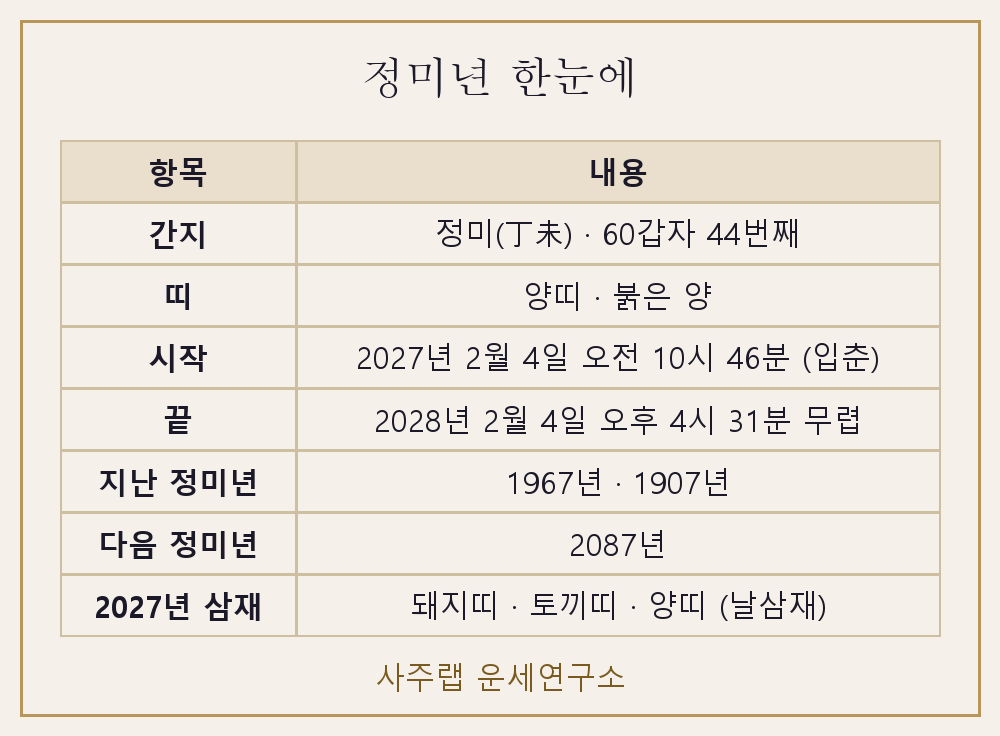 정미년 한눈에
항목 내용
간지 정미(丁未) · 60갑자 44번째
띠 양띠 · 붉은 양
시작 2027년 2월 4일 오전 10시 46분 (입춘)
끝 2028년 2월 4일 오후 4시 31분 무렵
지난 정미년 1967년 · 1907년
다음 정미년 2087년
2027년 삼재 돼지띠 · 토끼띠 · 양띠 (날삼재)
사주랩 운세연구소